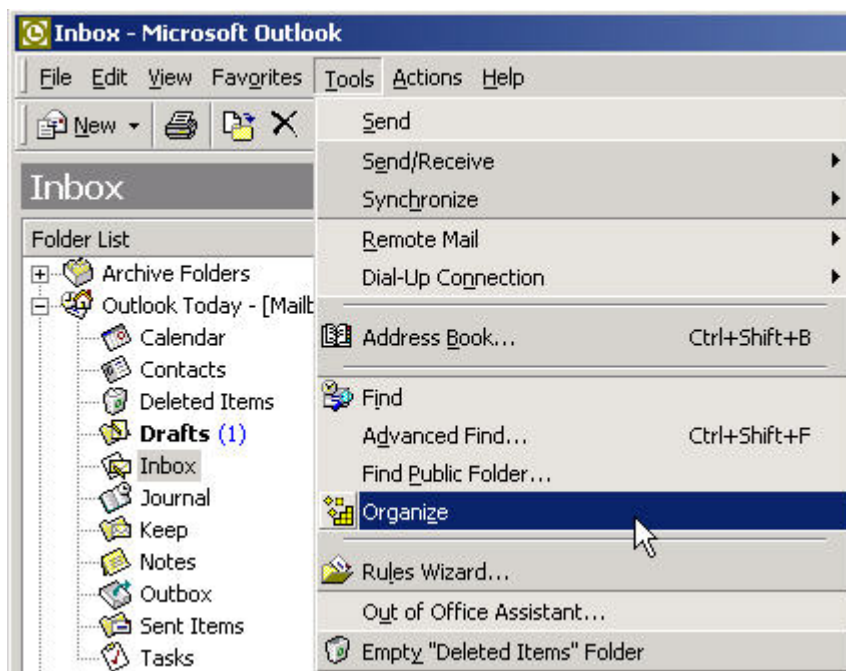 Inbox - Microsoft Outlook
File Edit View Favorites Tools Actions Help
New
Inbox
Folder List
Archive Folders
Outlook Today - [Mailb
Calendar
Contacts
Deleted Items
Drafts (1)
Inbox
Journal
Keep
Notes
Outbox
Sent Items
Tasks
Send
Send/Receive
Synchronize
Remote Mail
Dial-Up Connection
Address Book... Ctrl+Shift+B
Find
Advanced Find... Ctrl+Shift+F
Find Public Folder...
Organize
Rules Wizard...
Out of Office Assistant...
Empty "Deleted Items" Folder